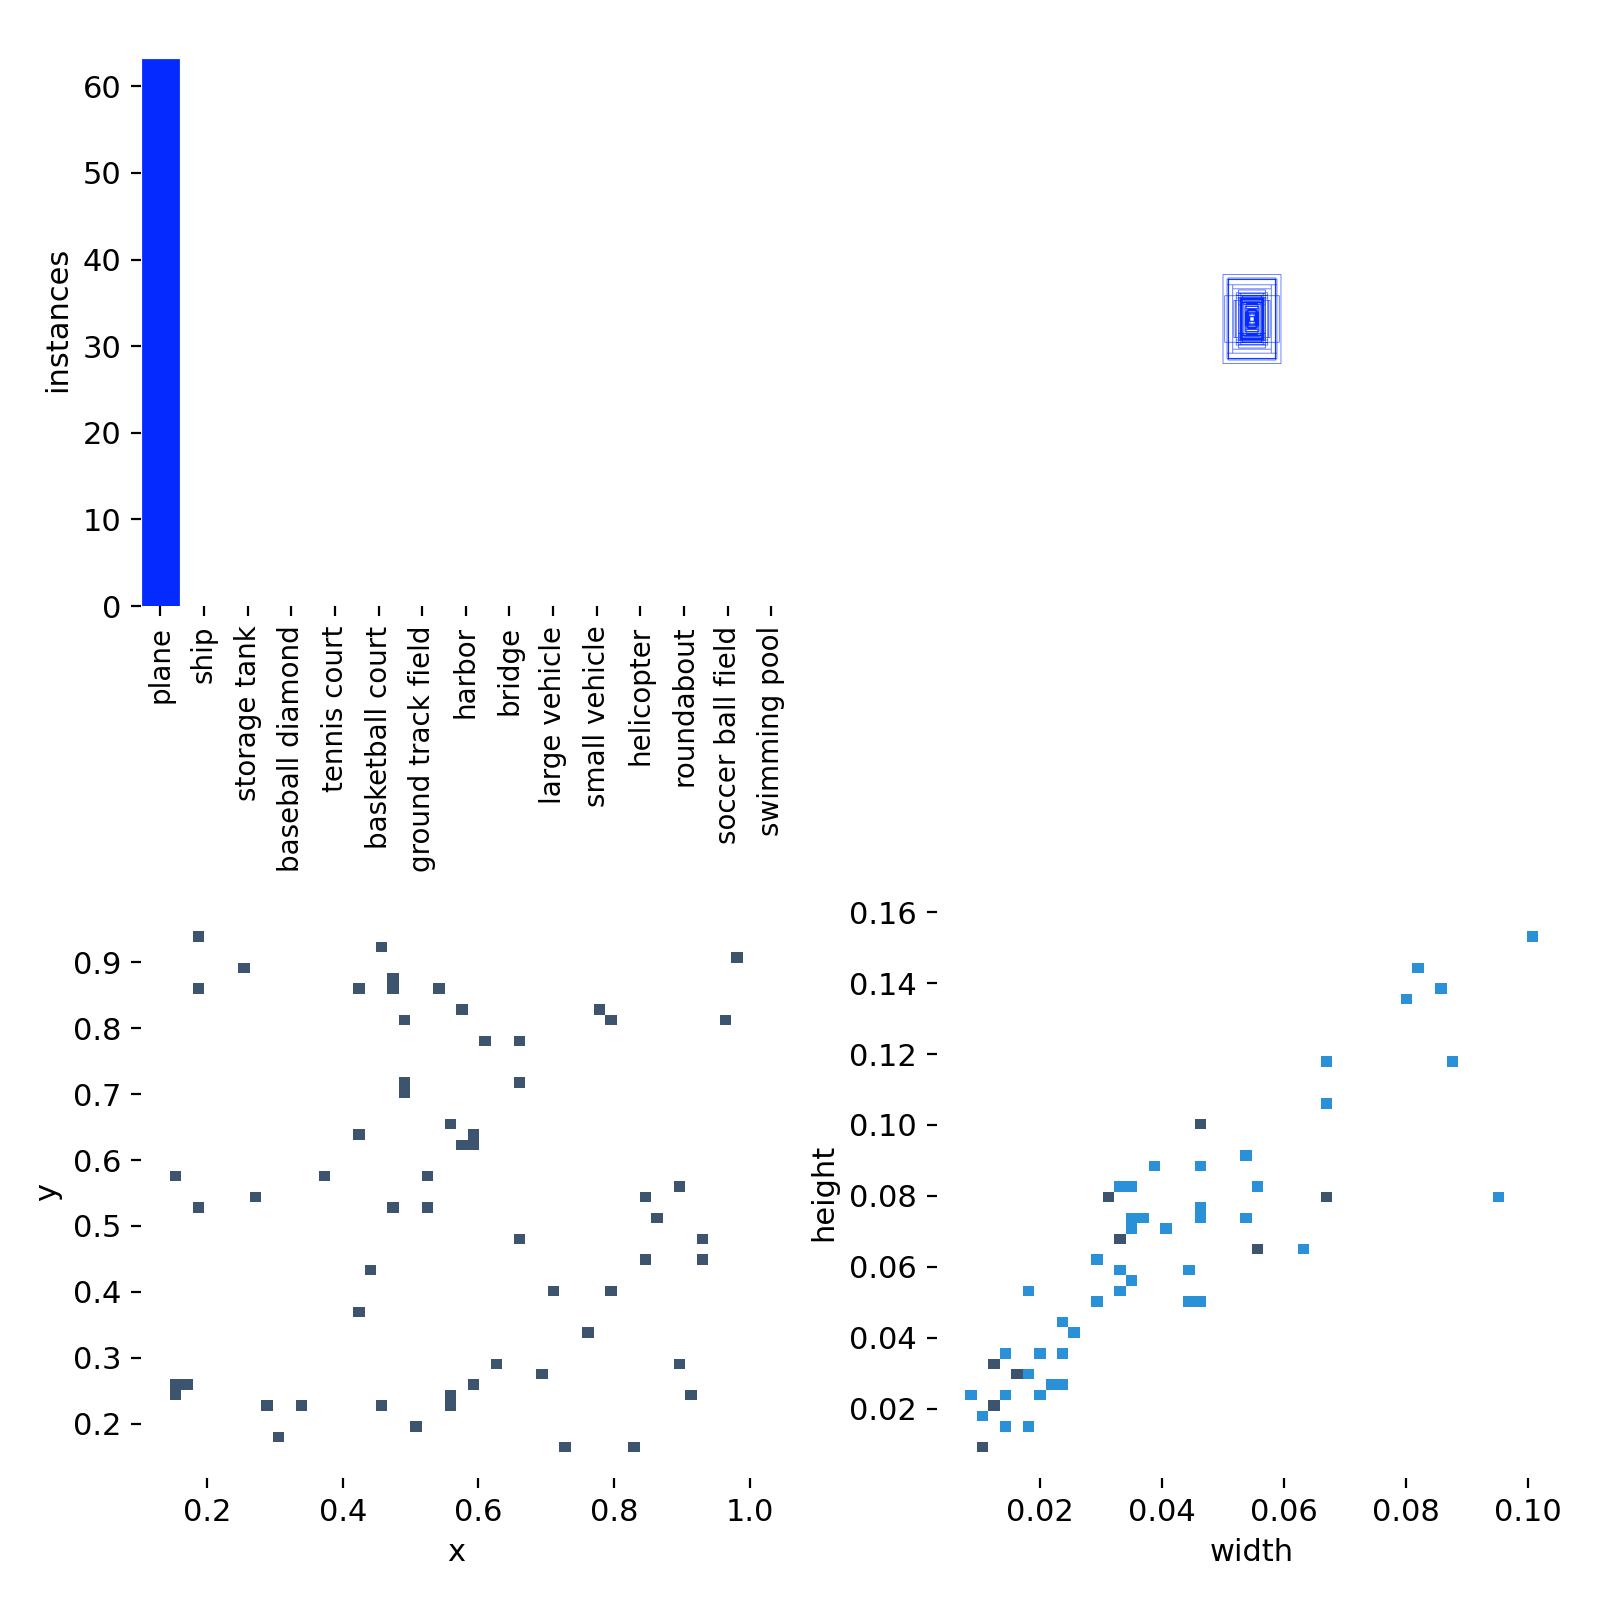 60
50
40
30
20
10
0
instances
plane
ship
storage tank
baseball diamond
tennis court
basketball court
ground track field
harbor
bridge
large vehicle
small vehicle
helicopter
roundabout
soccer ball field
swimming pool
0.9
0.8
0.7
0.6
0.5
0.4
0.3
0.2
y
0.2 0.4 0.6 0.8 1.0
x
0.16
0.14
0.12
0.10
0.08
0.06
0.04
0.02
height
0.02 0.04 0.06 0.08 0.10
width